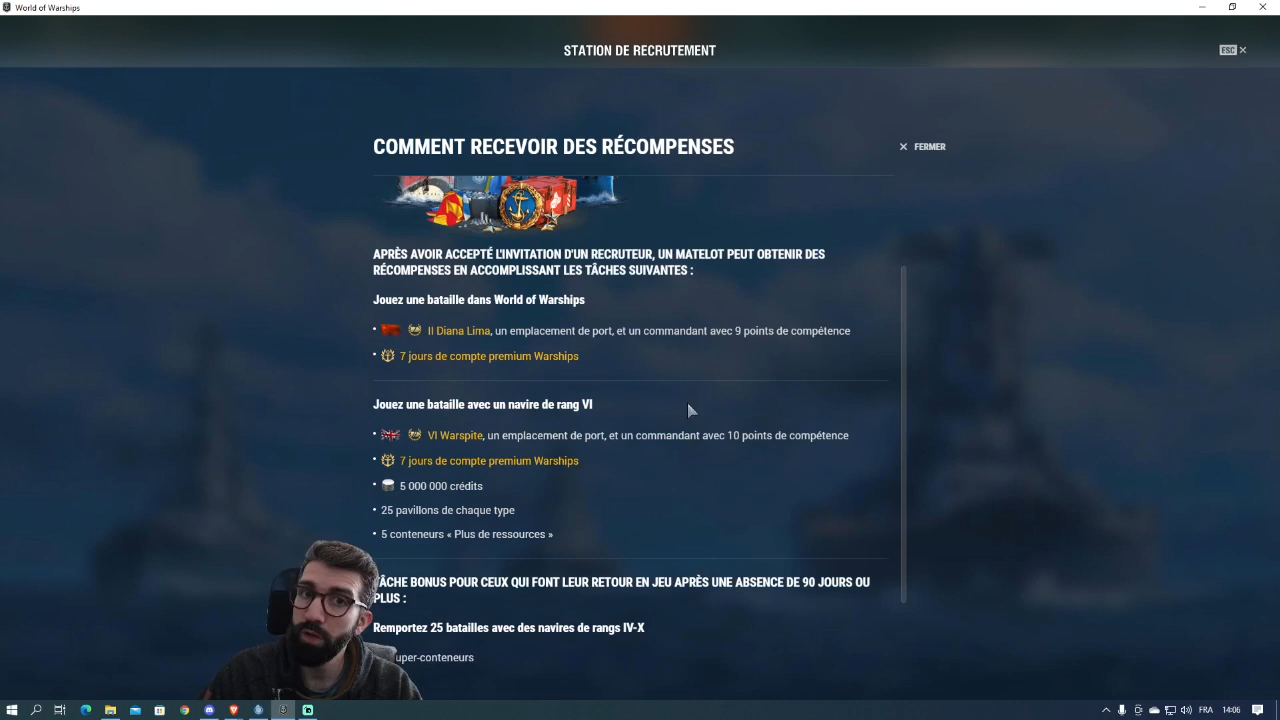 World of Warships
STATION DE RECRUTEMENT
ESC
COMMENT RECEVOIR DES RÉCOMPENSES
FERMER
APRÈS AVOIR ACCEPTÉ L'INVITATION D'UN RECRUTEUR, UN MATELOT PEUT OBTENIR DES
RÉCOMPENSES EN ACCOMPLISSANT LES TÂCHES SUIVANTES :
Jouez une bataille dans World of Warships
• II Diana Lima, un emplacement de port, et un commandant avec 9 points de compétence
• 7 jours de compte premium Warships
Jouez une bataille avec un navire de rang VI
• VI Warspite, un emplacement de port, et un commandant avec 10 points de compétence
• 7 jours de compte premium Warships
• 5 000 000 crédits
• 25 pavillons de chaque type
• 5 conteneurs « Plus de ressources »
TÂCHE BONUS POUR CEUX QUI FONT LEUR RETOUR EN JEU APRÈS UNE ABSENCE DE 90 JOURS OU
PLUS :
Remportez 25 batailles avec des navires de rangs IV-X
uper-conteneurs
FRA
14:06